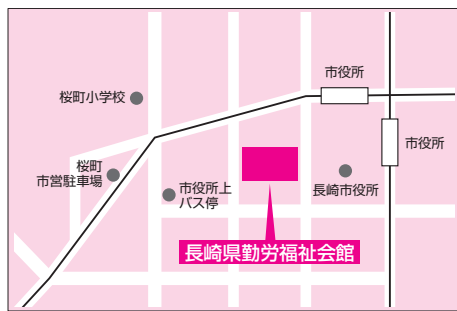 市役所
桜町小学校
市役所
桜町
市営駐車場
市役所上
バス停
長崎市役所
長崎県勤労福祉会館